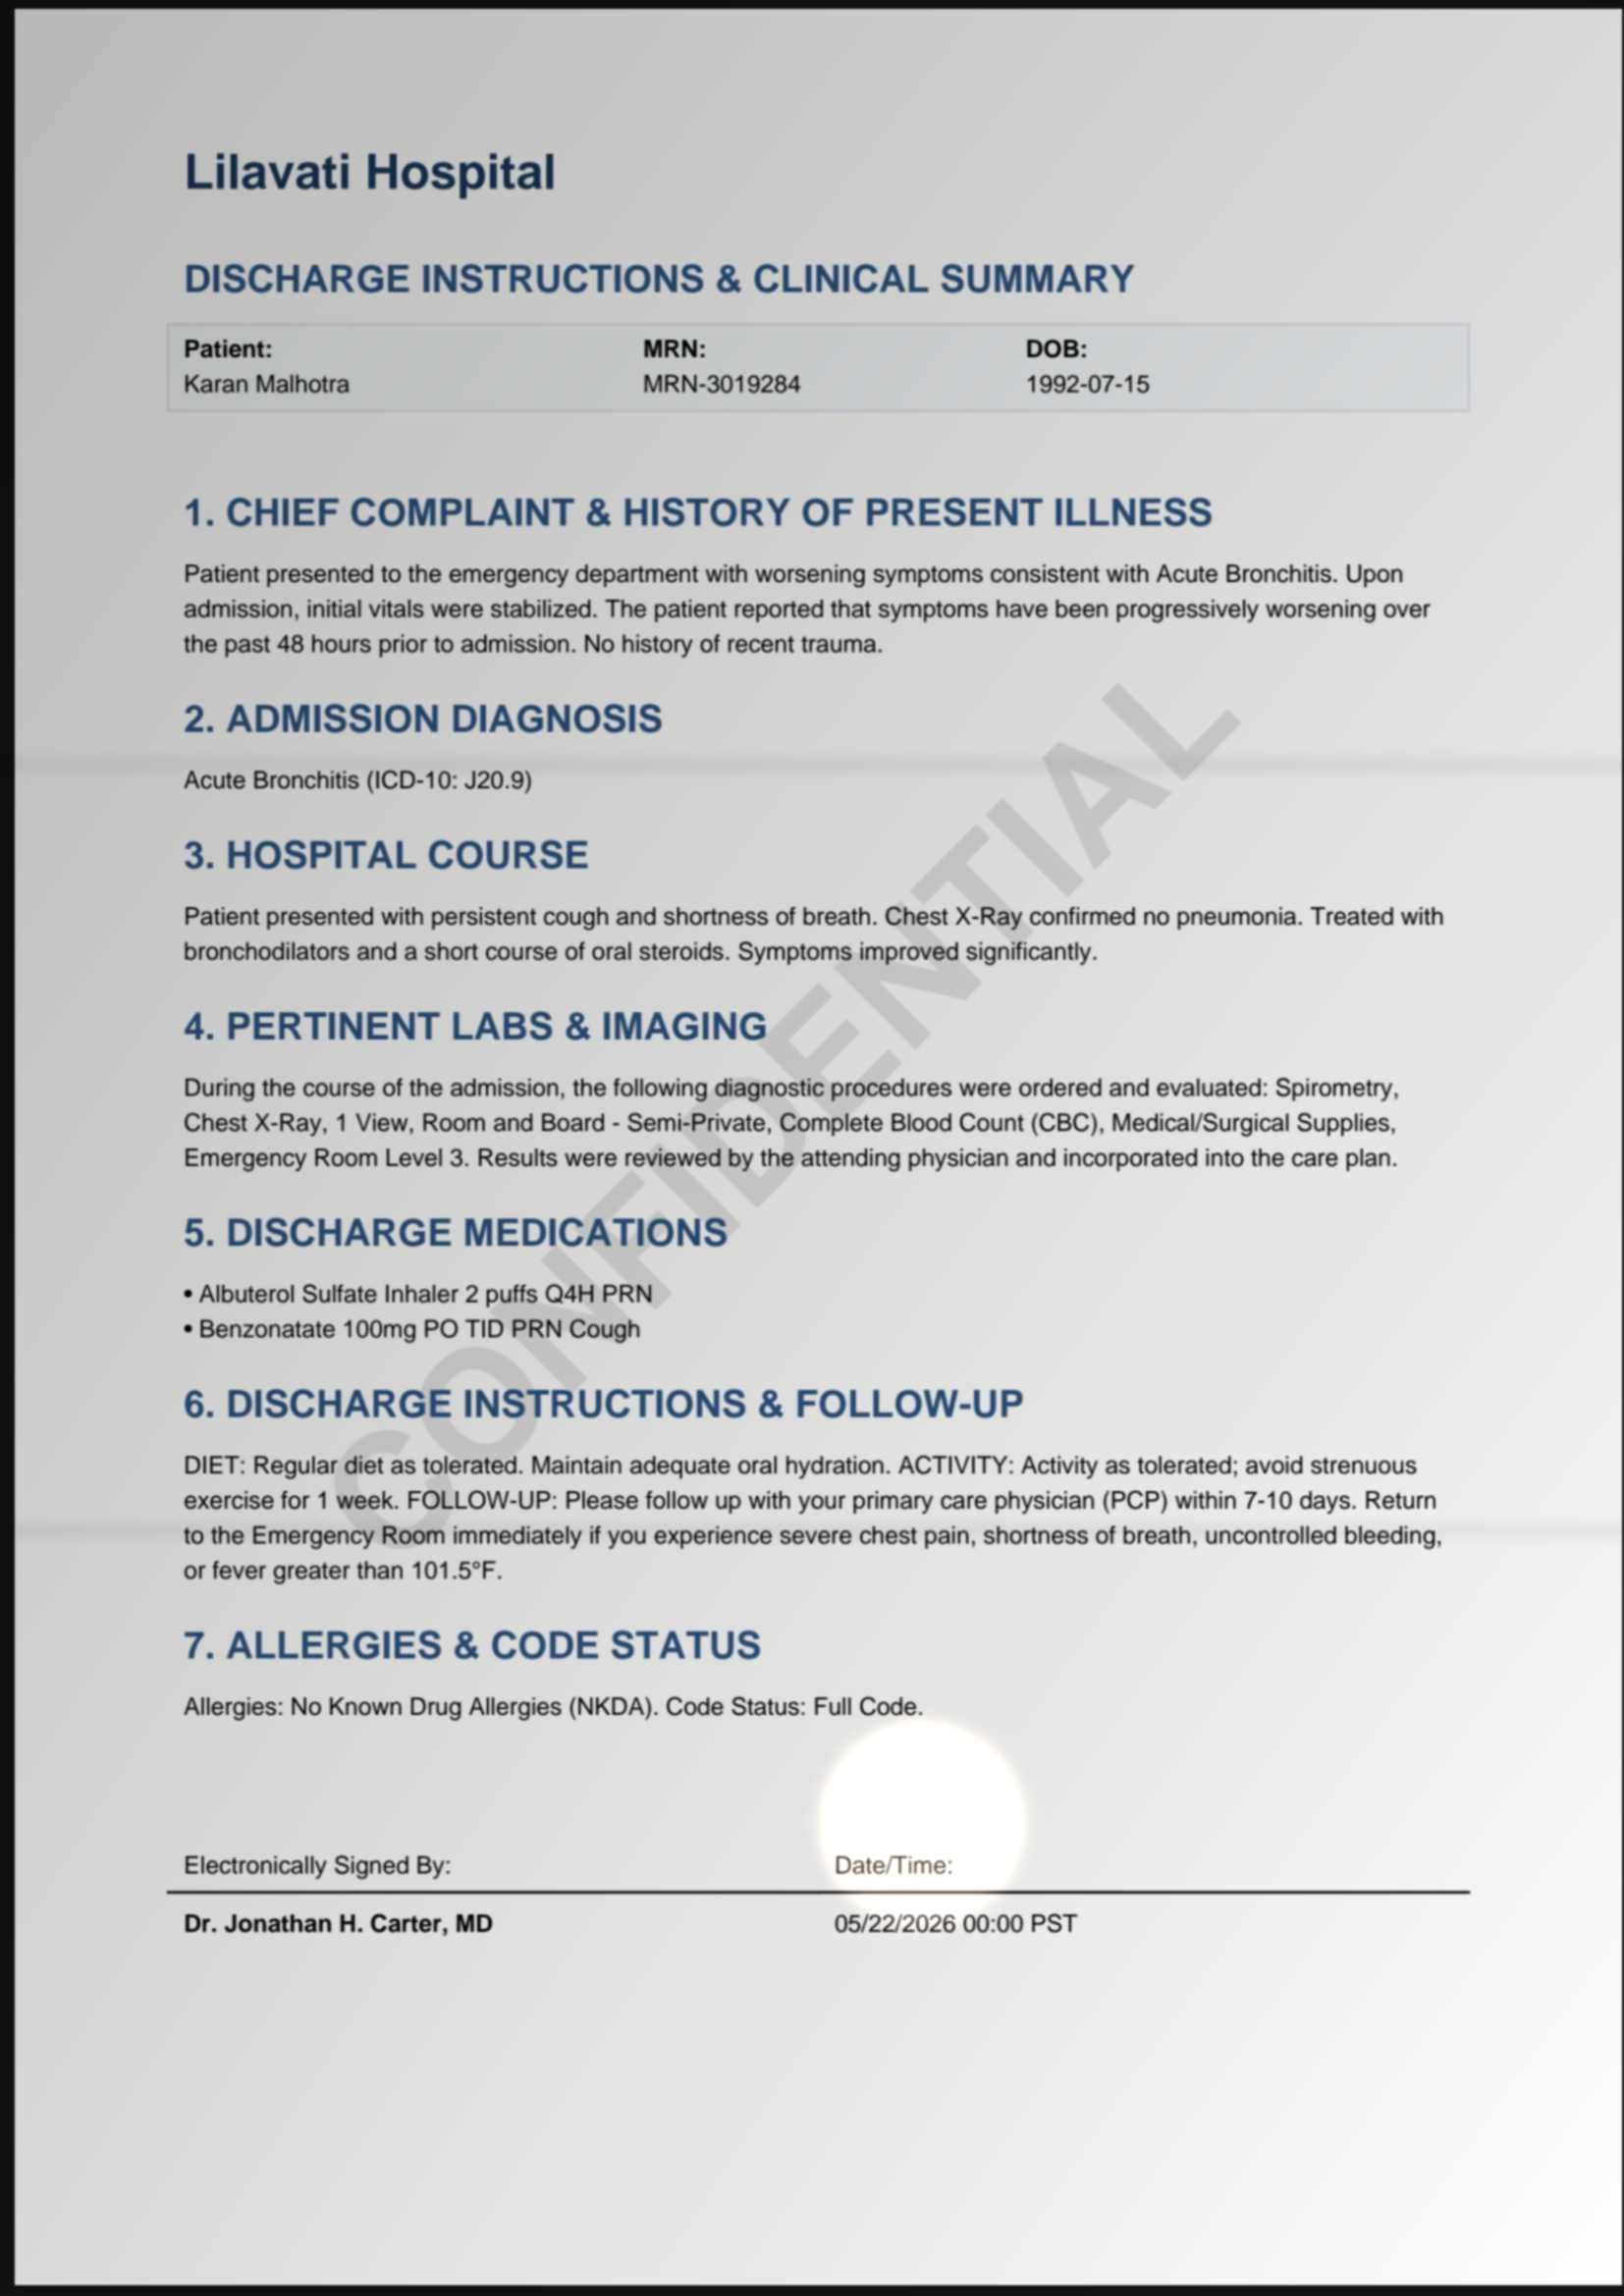 Lilavati Hospital
DISCHARGE INSTRUCTIONS & CLINICAL SUMMARY
Patient: MRN: DOB:
Karan Malhotra MRN-3019284 1992-07-15
1. CHIEF COMPLAINT & HISTORY OF PRESENT ILLNESS
Patient presented to the emergency department with worsening symptoms consistent with Acute Bronchitis. Upon
admission, initial vitals were stabilized. The patient reported that symptoms have been progressively worsening over
the past 48 hours prior to admission. No history of recent trauma.
2. ADMISSION DIAGNOSIS
Acute Bronchitis (ICD-10: J20.9)
3. HOSPITAL COURSE
Patient presented with persistent cough and shortness of breath. Chest X-Ray confirmed no pneumonia. Treated with
bronchodilators and a short course of oral steroids. Symptoms improved significantly.
4. PERTINENT LABS & IMAGING
During the course of the admission, the following diagnostic procedures were ordered and evaluated: Spirometry,
Chest X-Ray, 1 View, Room and Board - Semi-Private, Complete Blood Count (CBC), Medical/Surgical Supplies,
Emergency Room Level 3. Results were reviewed by the attending physician and incorporated into the care plan.
5. DISCHARGE MEDICATIONS
• Albuterol Sulfate Inhaler 2 puffs Q4H PRN
• Benzonatate 100mg PO TID PRN Cough
6. DISCHARGE INSTRUCTIONS & FOLLOW-UP
DIET: Regular diet as tolerated. Maintain adequate oral hydration. ACTIVITY: Activity as tolerated; avoid strenuous
exercise for 1 week. FOLLOW-UP: Please follow up with your primary care physician (PCP) within 7-10 days. Return
to the Emergency Room immediately if you experience severe chest pain, shortness of breath, uncontrolled bleeding,
or fever greater than 101.5°F.
7. ALLERGIES & CODE STATUS
Allergies: No Known Drug Allergies (NKDA). Code Status: Full Code.
Electronically Signed By: Date/Time:
Dr. Jonathan H. Carter, MD 05/22/2026 00:00 PST
CONFIDENTIAL